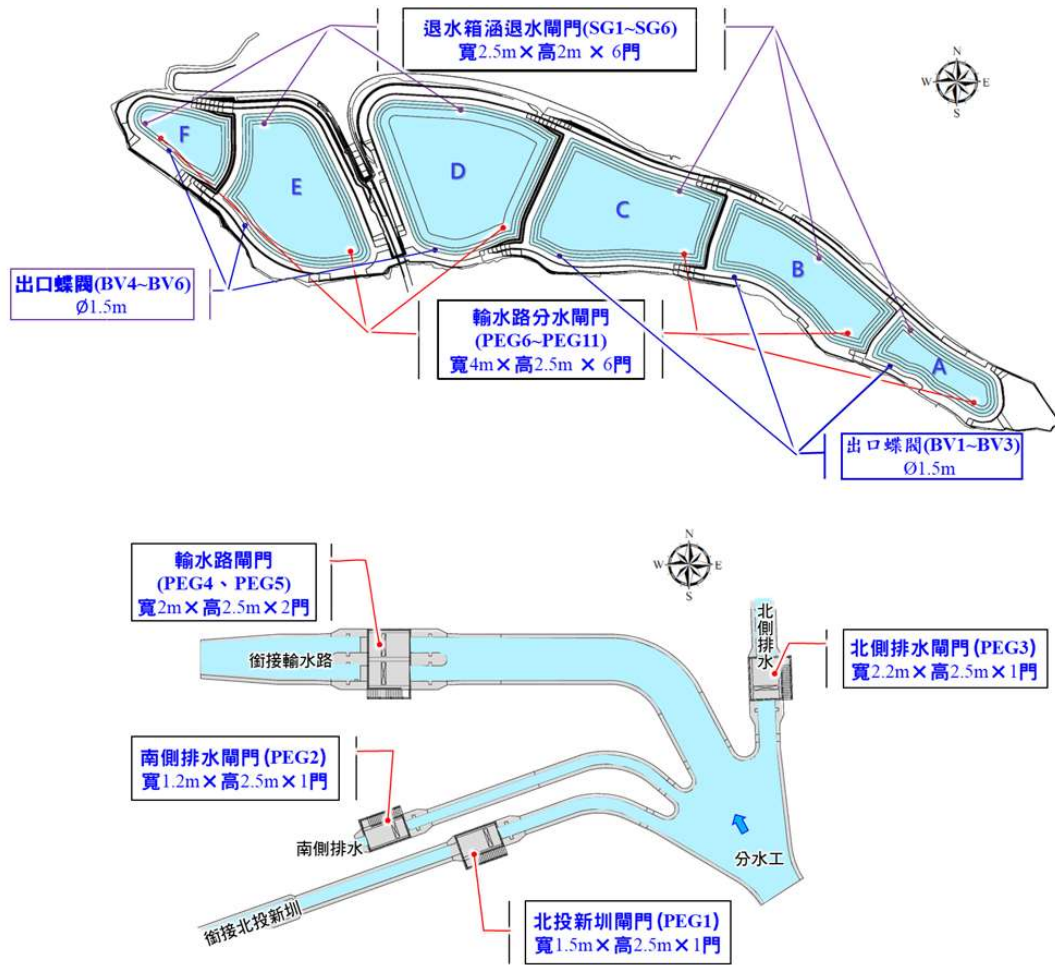 退水箱涵退水閘門(SG1~SG6)
寬2.5m×高2m × 6門
N
W
E
S
F
E
D
C
B
A
出口蝶閥(BV4~BV6)
Ø1.5m
輸水路分水閘門
(PEG6~PEG11)
寬4m×高2.5m × 6門
出口蝶閥(BV1~BV3)
Ø1.5m
輸水路閘門
(PEG4、PEG5)
寬2m×高2.5m×2門
N
W
E
S
北側排水
北側排水閘門(PEG3)
寬2.2m×高2.5m×1門
銜接輸水路
南側排水閘門(PEG2)
寬1.2m×高2.5m×1門
南側排水
分水工
銜接北投新圳
北投新圳閘門(PEG1)
寬1.5m×高2.5m×1門